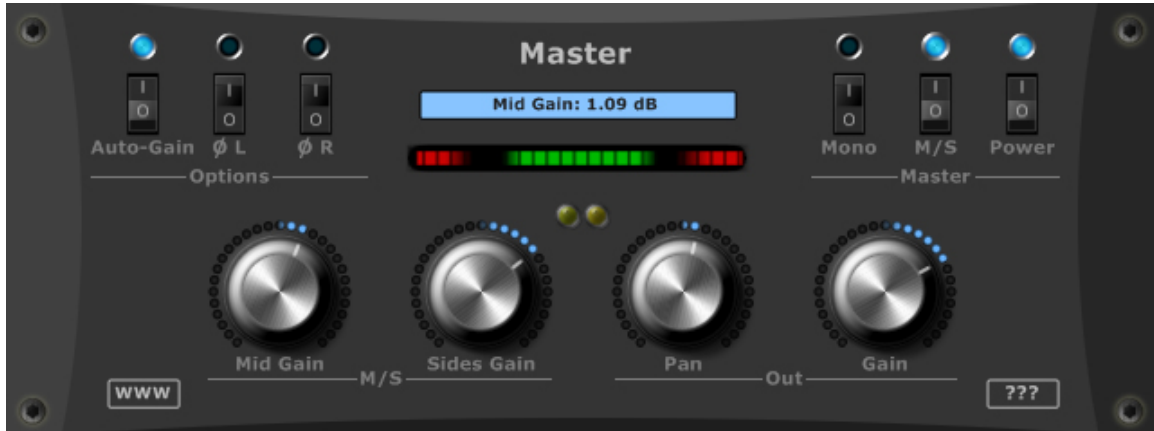 Master
Mid Gain: 1.09 dB
I I I
O O O
Auto-Gain Ø L Ø R
Options
I I I
O O O
Mono M/S Power
Master
Mid Gain Sides Gain
M/S
Pan Gain
Out
WWW
???